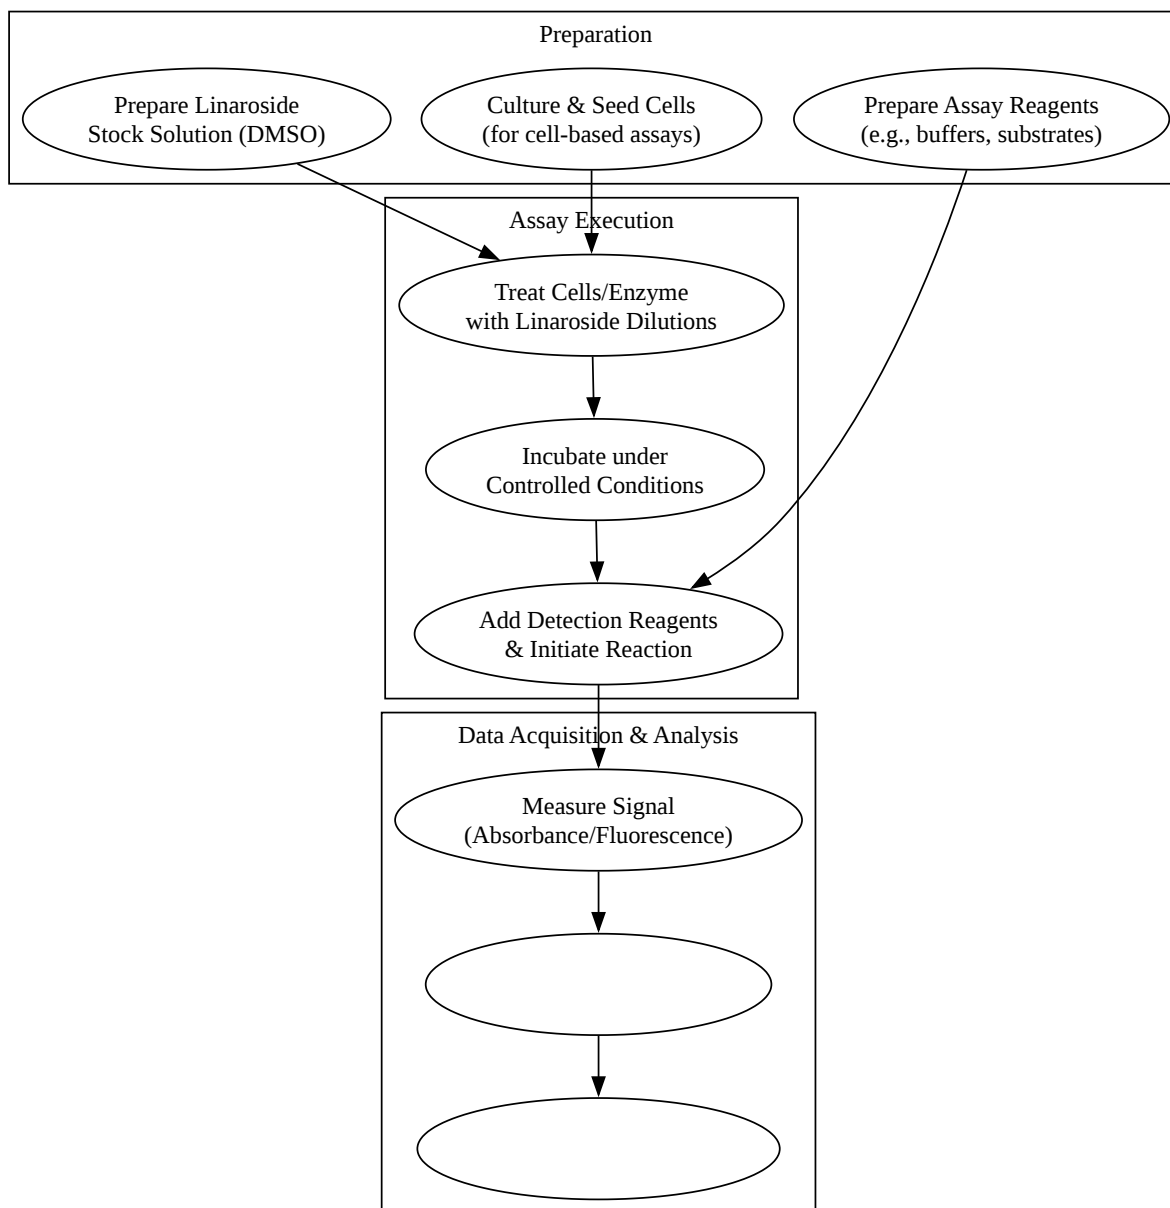 Preparation
Prepare Linaroside
Stock Solution (DMSO)
Culture & Seed Cells
(for cell-based assays)
Prepare Assay Reagents
(e.g., buffers, substrates)
Assay Execution
Treat Cells/Enzyme
with Linaroside Dilutions
Incubate under
Controlled Conditions
Add Detection Reagents
& Initiate Reaction
Data Acquisition & Analysis
Measure Signal
(Absorbance/Fluorescence)